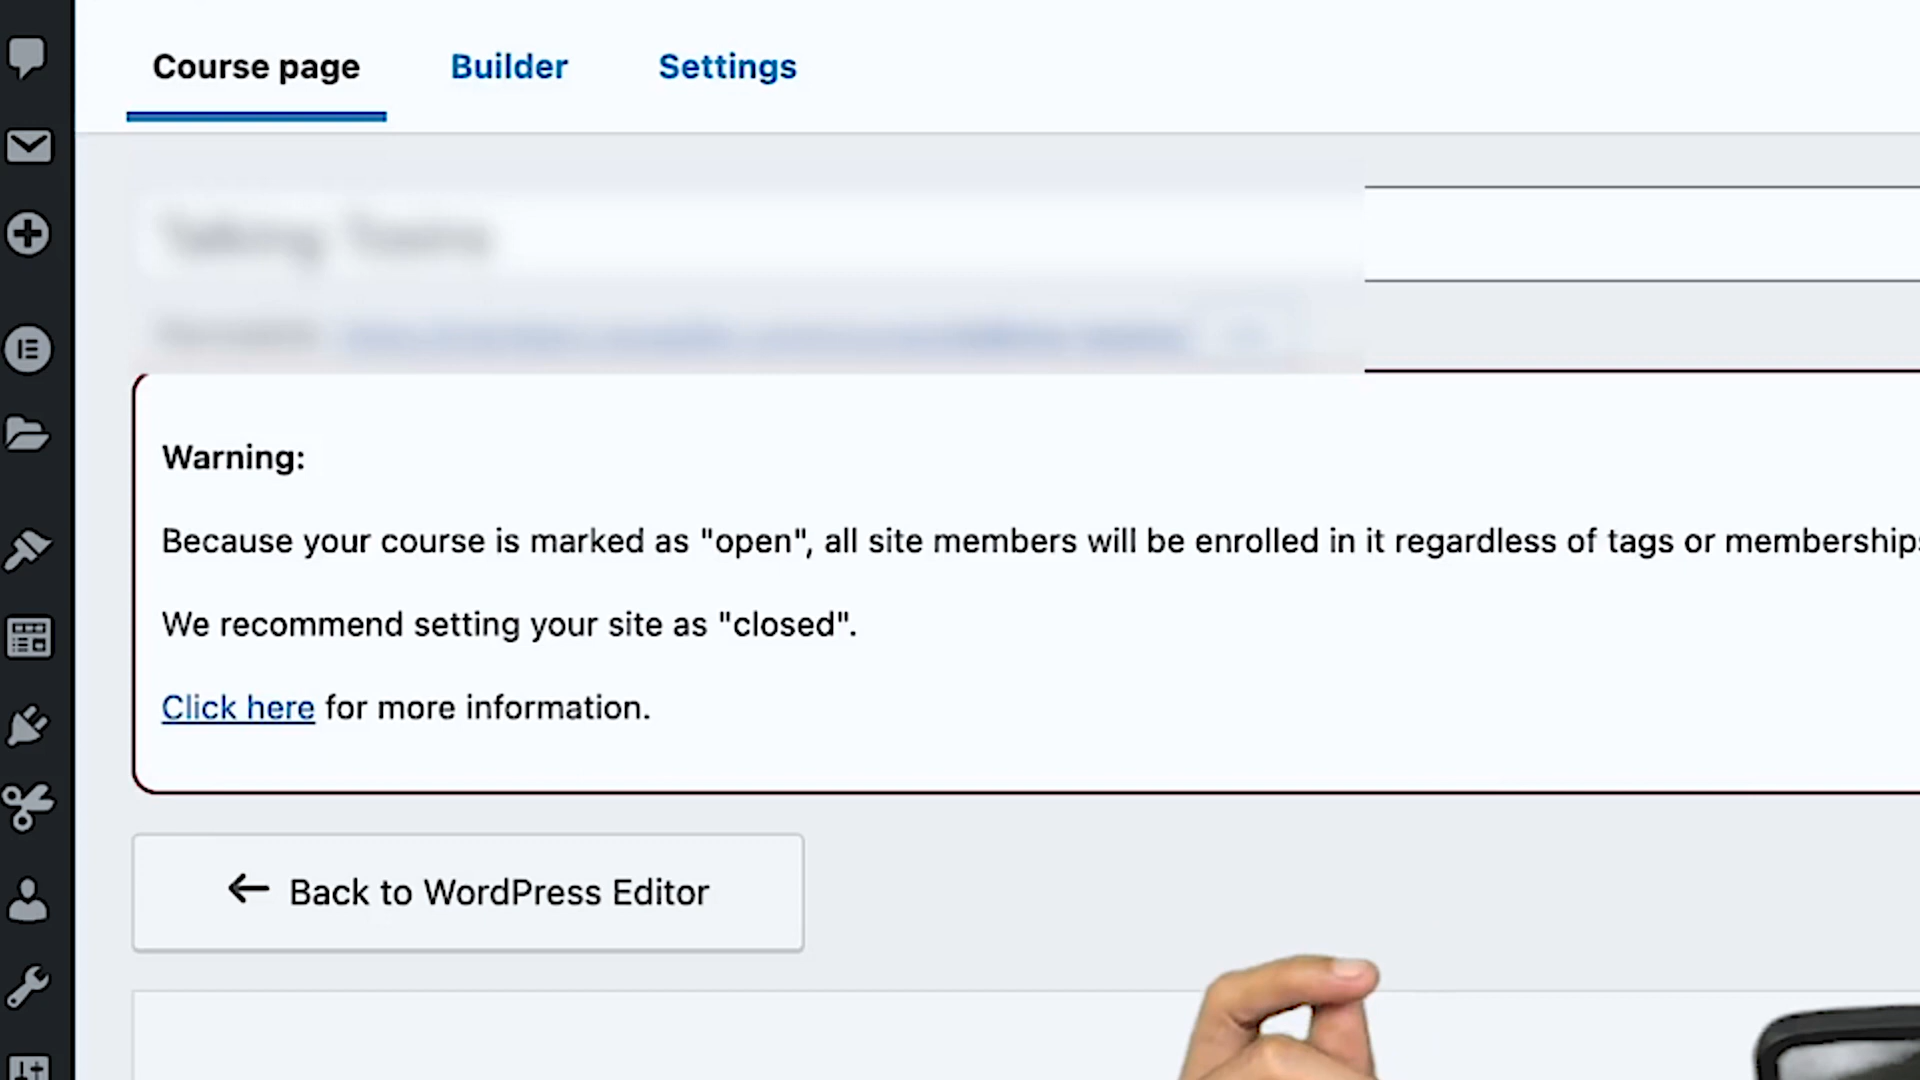 Course page Builder Settings
Warning:
Because your course is marked as "open", all site members will be enrolled in it regardless of tags or memberships
We recommend setting your site as "closed".
Click here for more information.
← Back to WordPress Editor